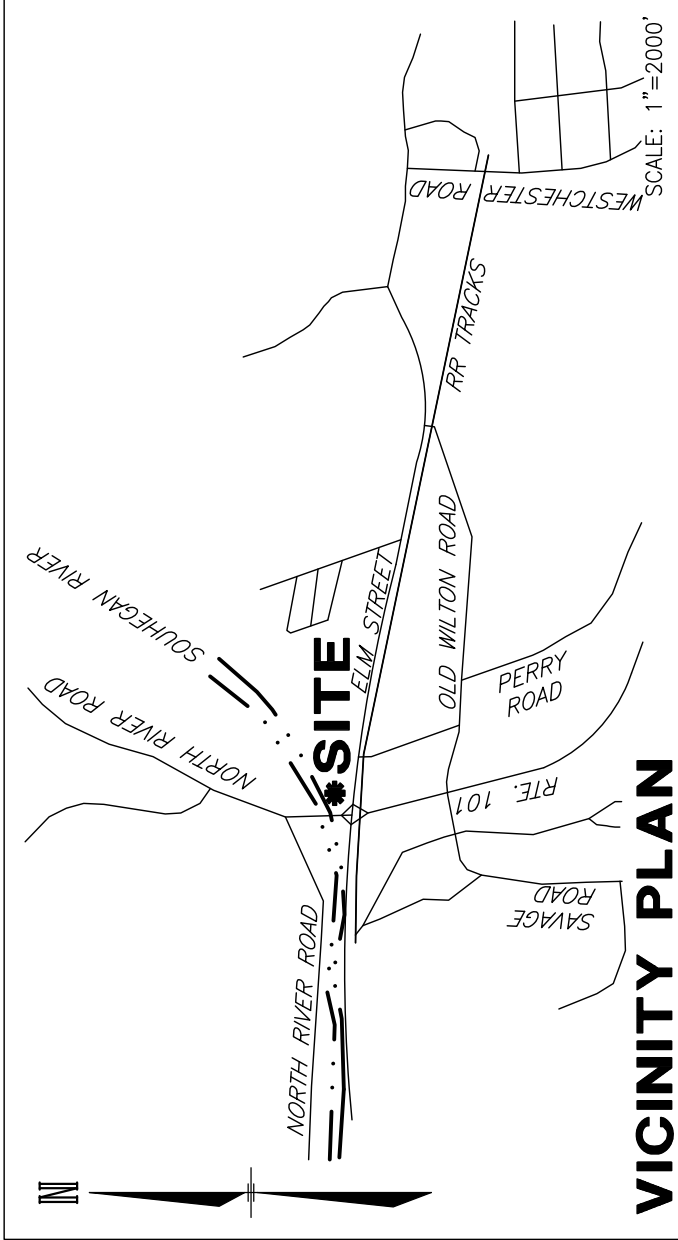 N
NORTH RIVER ROAD
NORTH RIVER ROAD
SOUHEGAN RIVER
SITE
ELM STREET
OLD WILTON ROAD
PERRY
ROAD
RTE. 101
SAVAGE
ROAD
RR TRACKS
WESTCHESTER ROAD
VICINITY PLAN
SCALE: 1"=2000'